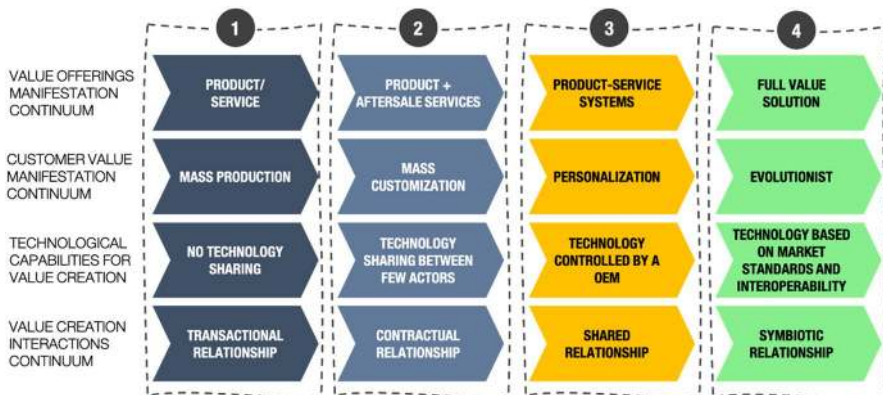 1
2
3
4
VALUE OFFERINGS
MANIFESTATION
CONTINUUM
PRODUCT/
SERVICE
PRODUCT +
AFTERSALE SERVICES
PRODUCT-SERVICE
SYSTEMS
FULL VALUE
SOLUTION
CUSTOMER VALUE
MANIFESTATION
CONTINUUM
MASS PRODUCTION
MASS
CUSTOMIZATION
PERSONALIZATION
EVOLUTIONIST
TECHNOLOGICAL
CAPABILITIES FOR
VALUE CREATION
NO TECHNOLOGY
SHARING
TECHNOLOGY
SHARING BETWEEN
FEW ACTORS
TECHNOLOGY
CONTROLLED BY A
OEM
TECHNOLOGY BASED
ON MARKET
STANDARDS AND
INTEROPERABILITY
VALUE CREATION
INTERACTIONS
CONTINUUM
TRANSACTIONAL
RELATIONSHIP
CONTRACTUAL
RELATIONSHIP
SHARED
RELATIONSHIP
SYMBIOTIC
RELATIONSHIP